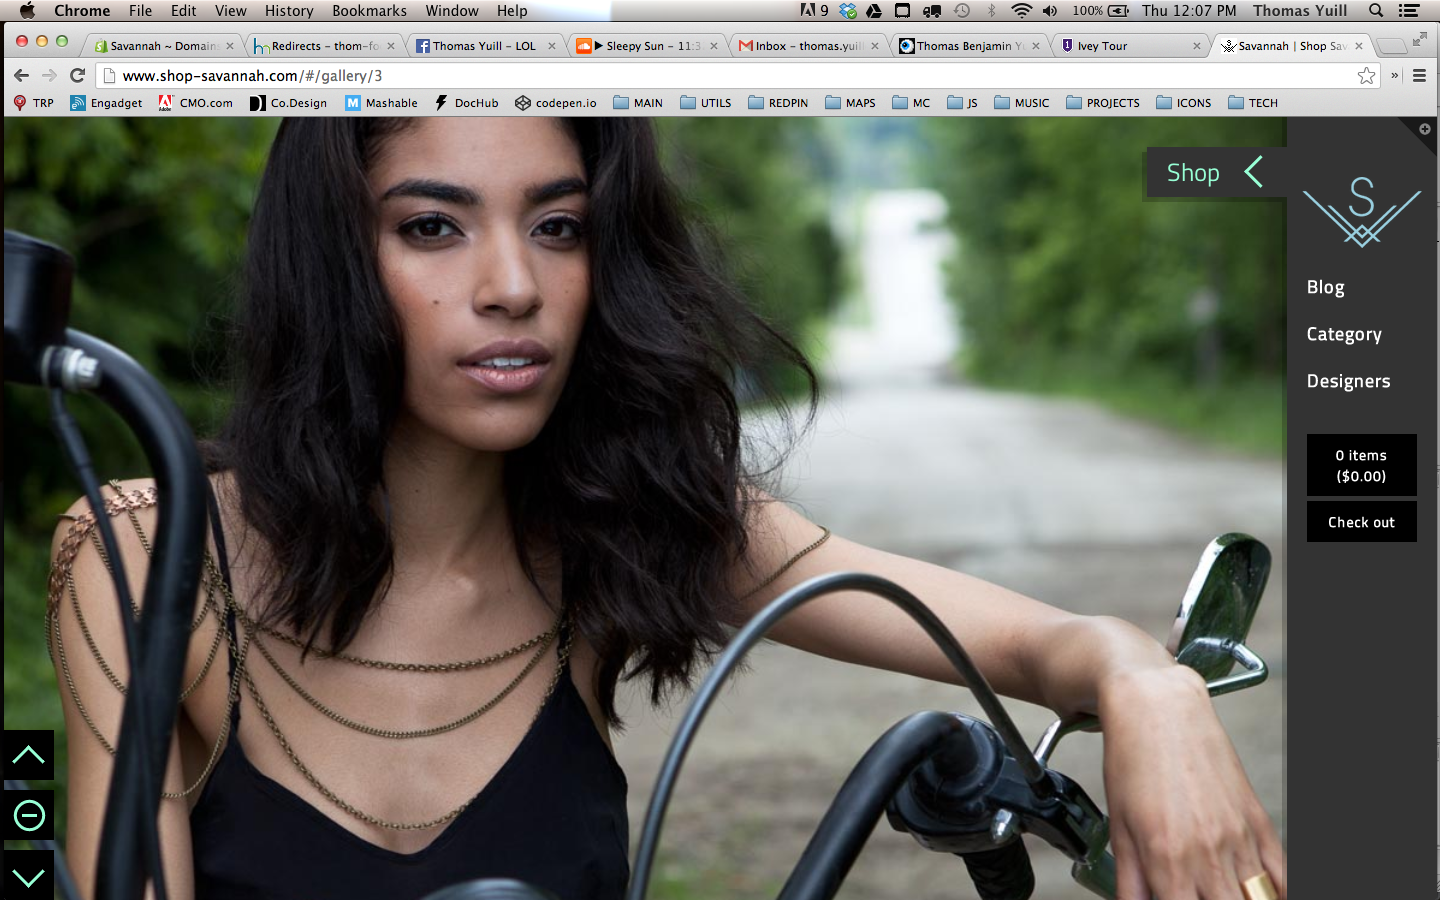 Chrome File Edit View History Bookmarks Window Help 9 100% Thu 12:07 PM Thomas Yuill
Savannah ~ Domain Redirects - thom-fo Thomas Yuill - LOL ▶ Sleepy Sun - 11:3 Inbox - thomas.yuill Thomas Benjamin Yu Ivey Tour Savannah | Shop Sav
www.shop-savannah.com/#/gallery/3 »
TRP Engadget CMO.com Co.Design Mashable DocHub codepen.io MAIN UTILS REDPIN MAPS MC JS MUSIC PROJECTS ICONS TECH
Shop
S
Blog
Category
Designers
0 items
($0.00)
Check out